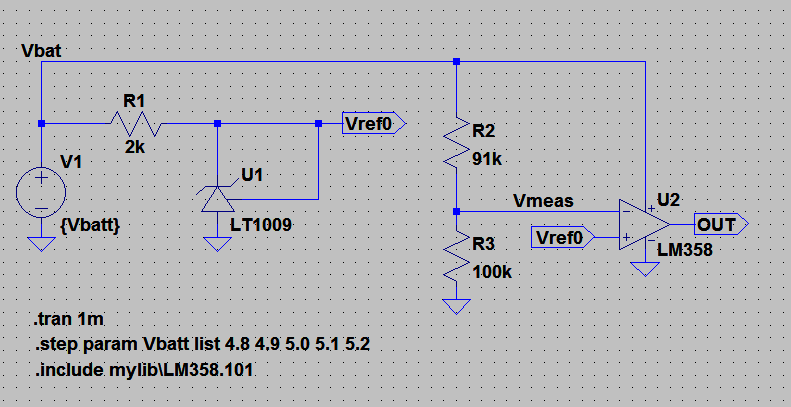 Vbat
R1
2k
Vref0
V1
{Vbatt}
U1
LT1009
R2
91k
Vmeas
U2
Vref0
OUT
LM358
R3
100k
.tran 1m
.step param Vbatt list 4.8 4.9 5.0 5.1 5.2
.include mylib\LM358.101